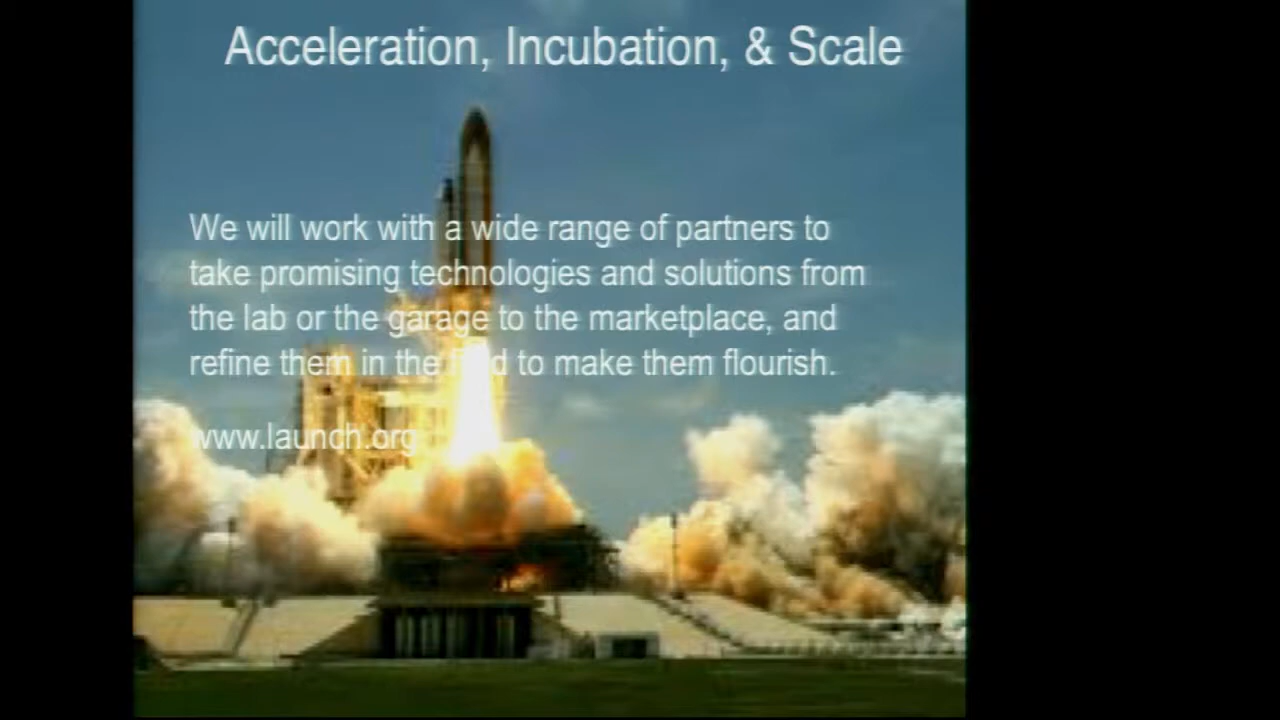 Acceleration, Incubation, & Scale
We will work with a wide range of partners to
take promising technologies and solutions from
the lab or the garage to the marketplace, and
refine them in the field to make them flourish.
www.launch.org